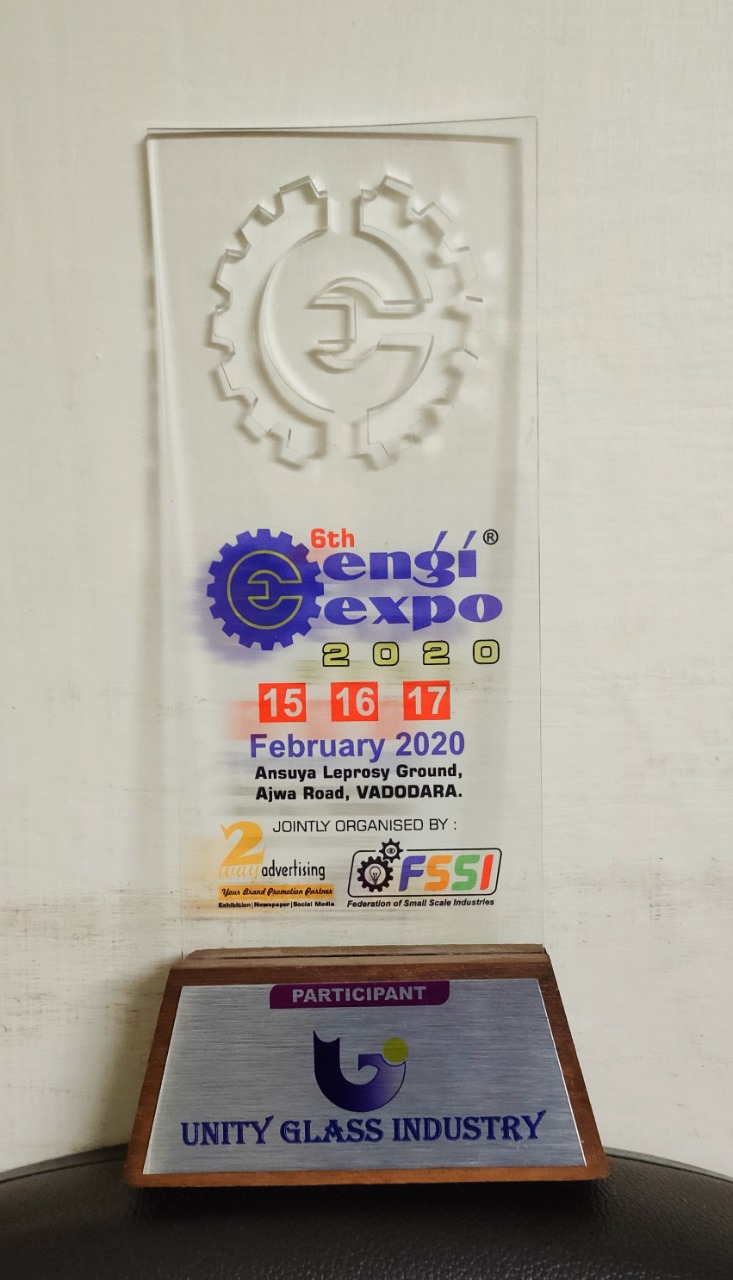 6th
engi®
expo
2020
15 16 17
February 2020
Ansuya Leprosy Ground,
Ajwa Road, VADODARA.
JOINTLY ORGANISED BY :
2
way advertising
Your Brand Promotion Partner
Exhibition|Newspaper|Social Media
FSSI
Federation of Small Scale Industries
PARTICIPANT
UNITY GLASS INDUSTRY